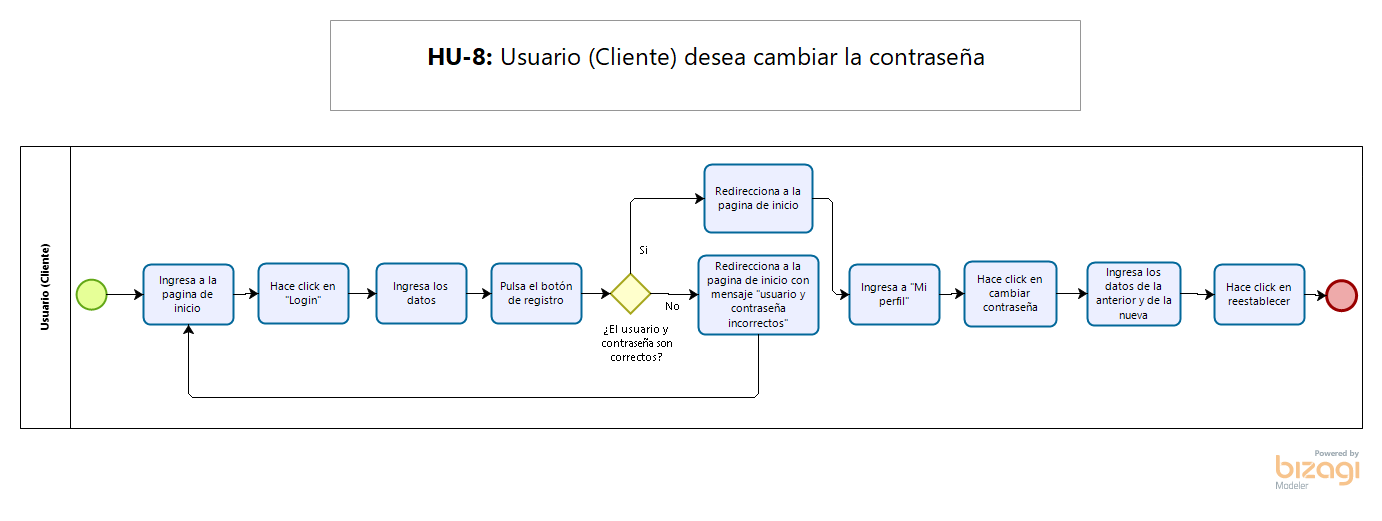 HU-8: Usuario (Cliente) desea cambiar la contraseña
Usuario (Cliente)
Ingresa a la
pagina de
inicio
Hace click en
"Login"
Ingresa los
datos
Pulsa el botón
de registro
¿El usuario y
contraseña son
correctos?
Si
No
Redirecciona a la
pagina de inicio
Redirecciona a la
pagina de inicio con
mensaje "usuario y
contraseña
incorrectos"
Ingresa a "Mi
perfil"
Hace click en
cambiar
contraseña
Ingresa los
datos de la
anterior y de la
nueva
Hace click en
reestablecer
Powered by
bizagi
Modeler